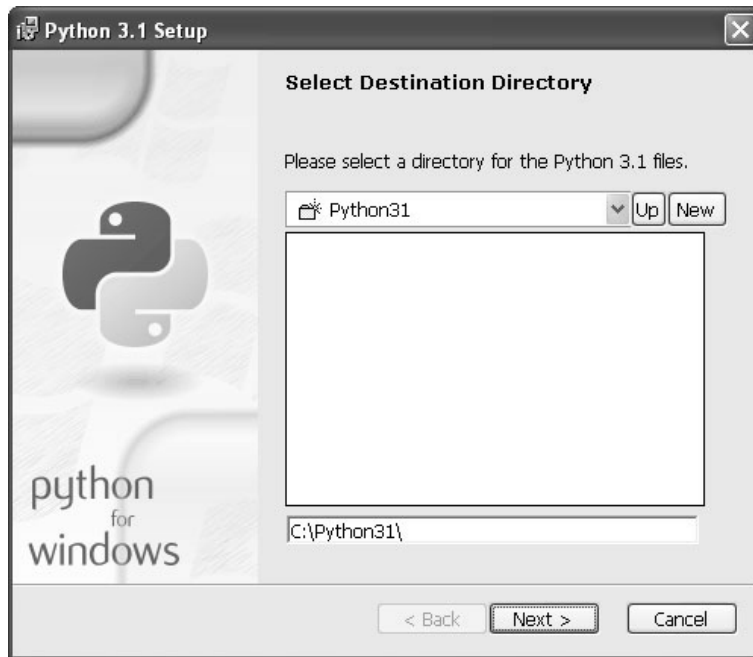 Python 3.1 Setup
Select Destination Directory
Please select a directory for the Python 3.1 files.
Python31
Up
New
C:\Python31\
python
for
windows
< Back
Next >
Cancel